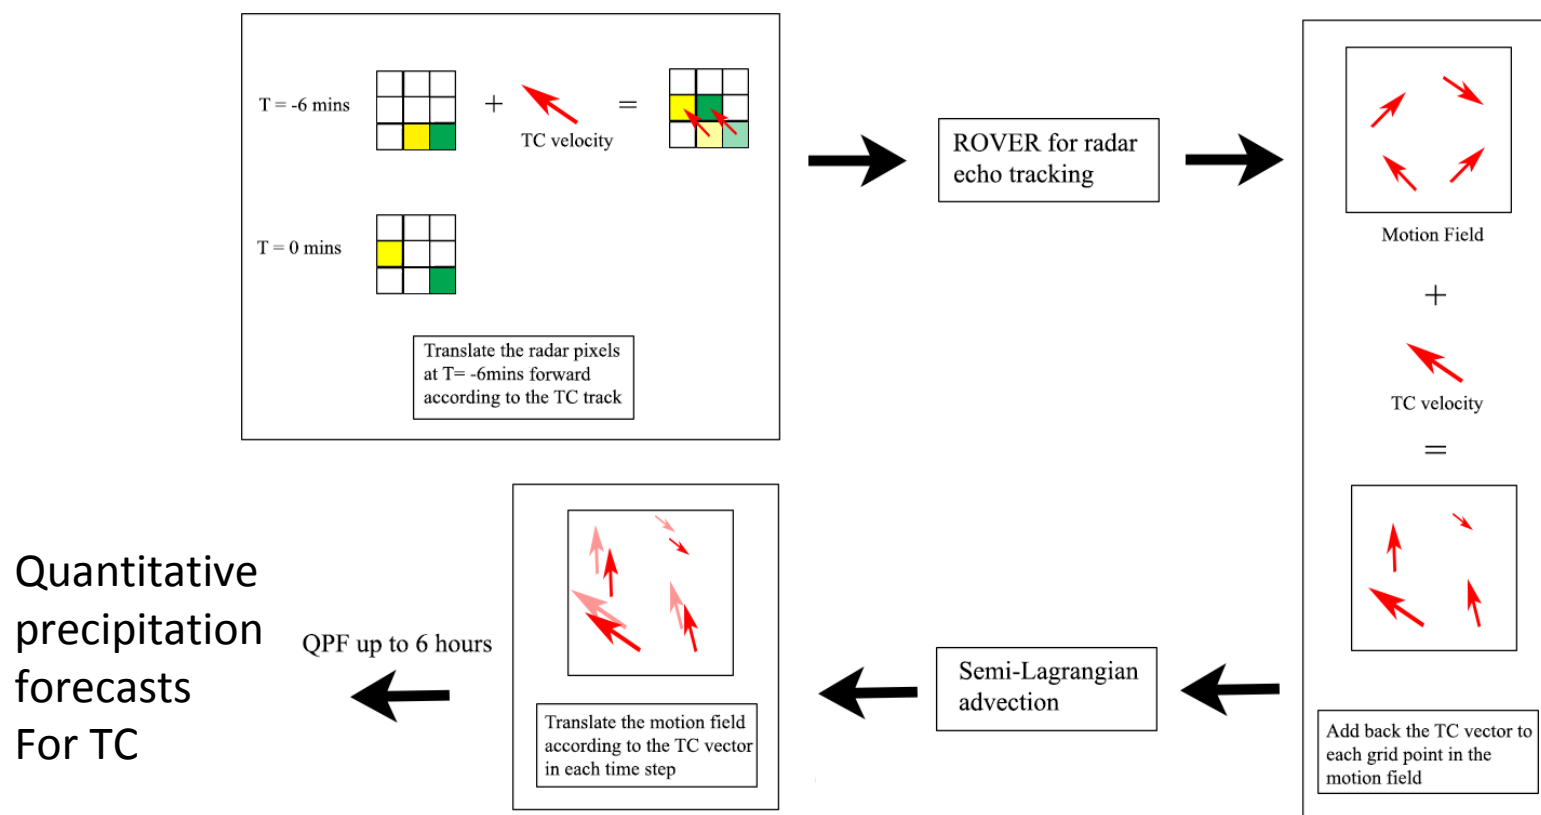 T = -6 mins
+
=
TC velocity
T = 0 mins
Translate the radar pixels
at T= -6mins forward
according to the TC track
ROVER for radar
echo tracking
Motion Field
+
TC velocity
=
Add back the TC vector to
each grid point in the
motion field
Semi-Lagrangian
advection
Translate the motion field
according to the TC vector
in each time step
QPF up to 6 hours
Quantitative
precipitation
forecasts
For TC